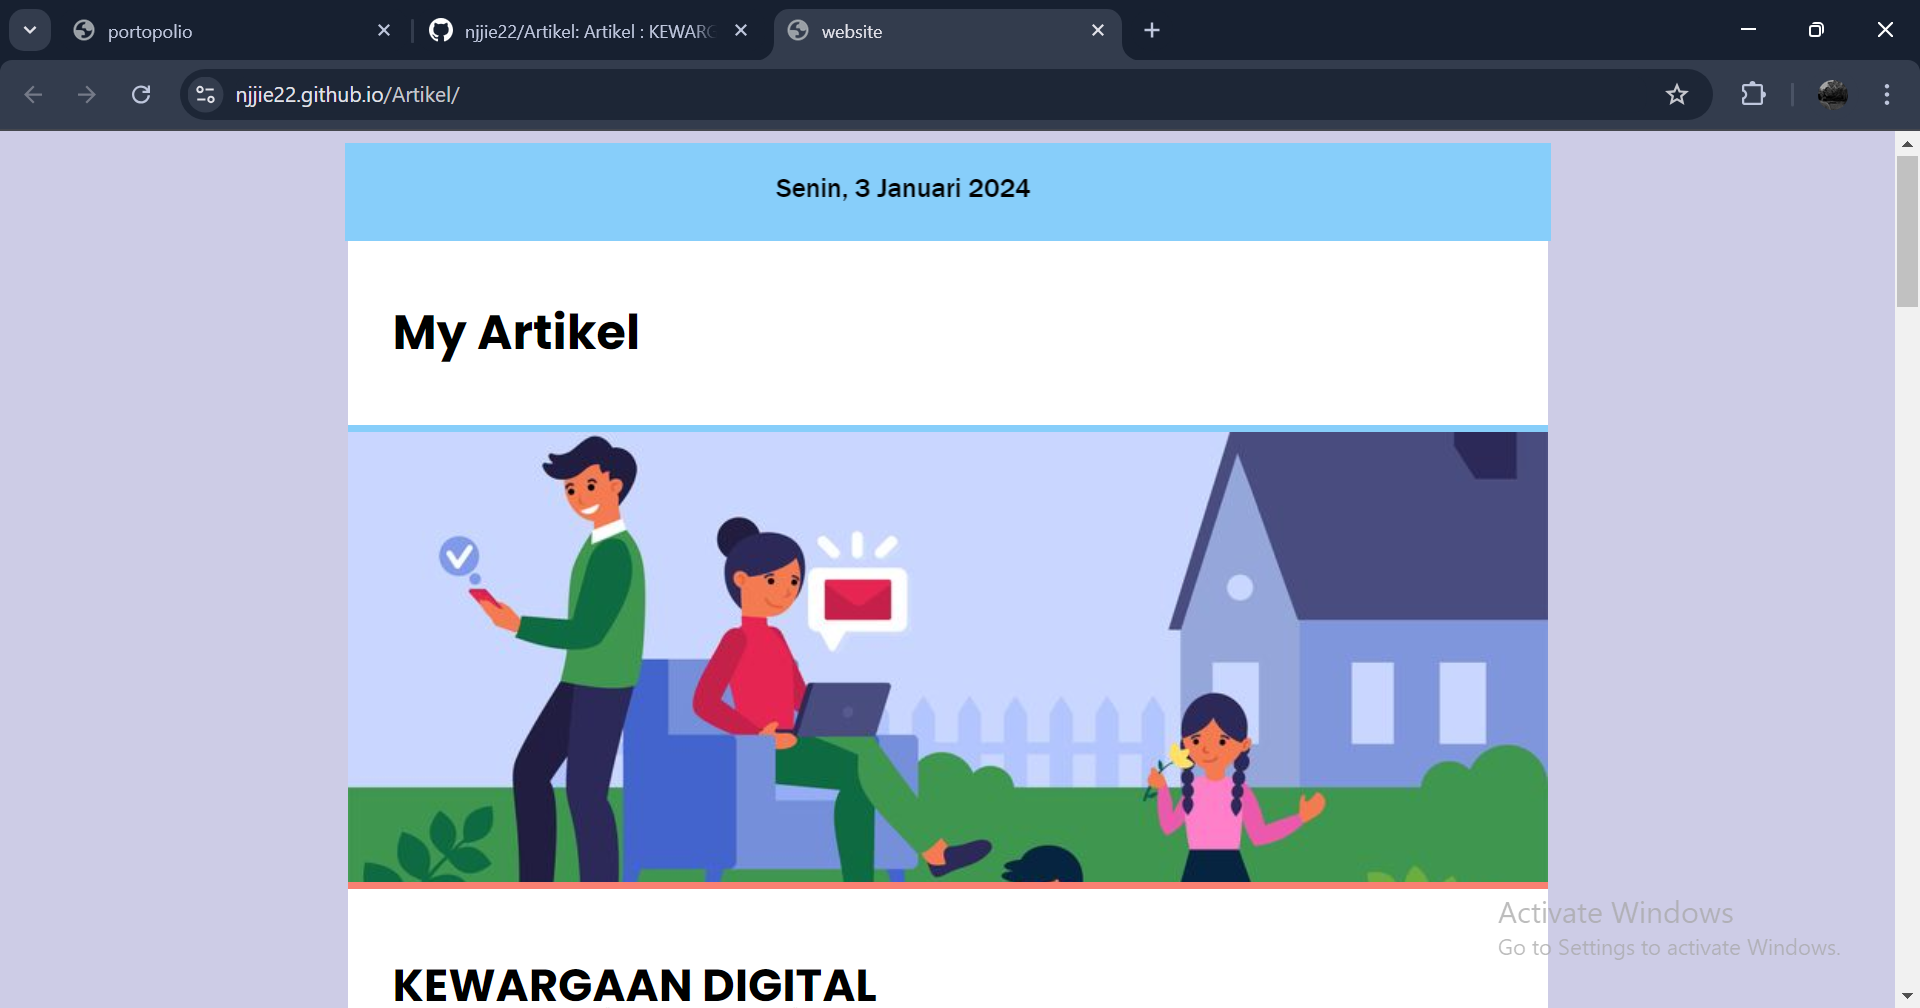 portopolio
njjie22/Artikel: Artikel : KEWARG
website
njjie22.github.io/Artikel/
Senin, 3 Januari 2024
My Artikel
KEWARGAAN DIGITAL
Activate Windows
Go to Settings to activate Windows.